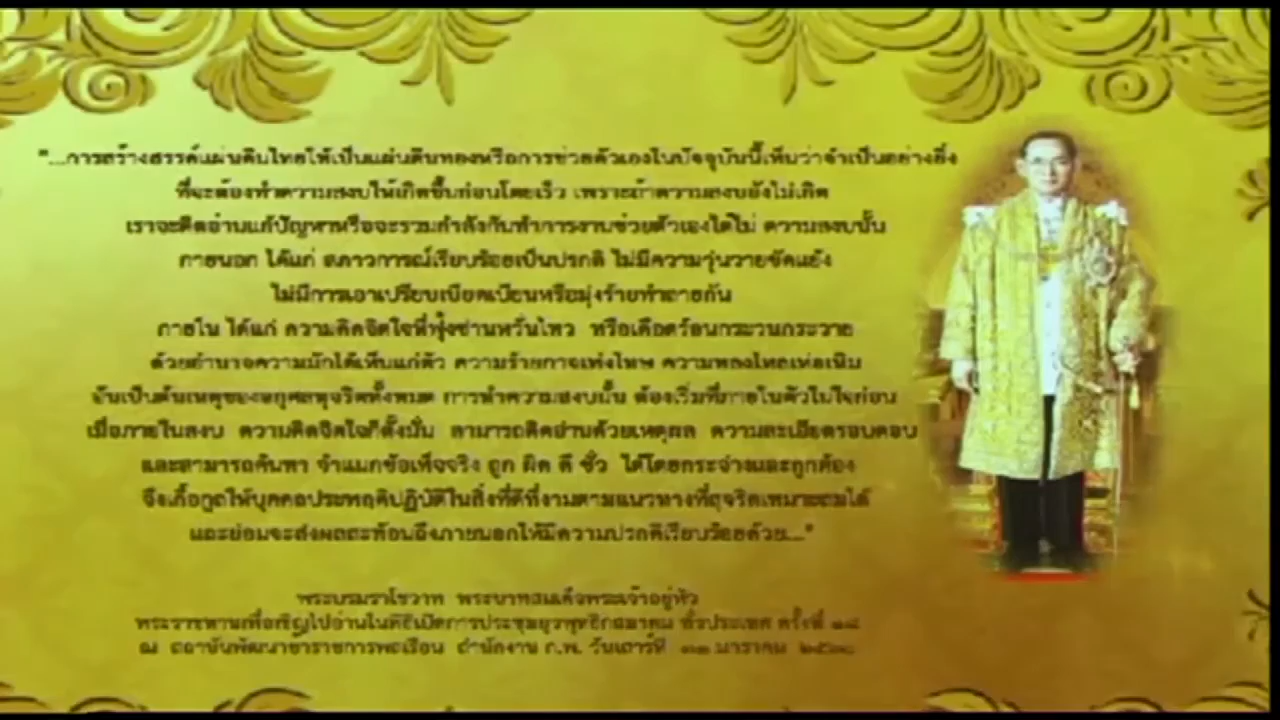 "...การสร้างสรรค์แผ่นดินไทยให้เป็นแผ่นดินทองหรือการช่วยตัวเองในปัจจุบันนี้เห็นว่าจำเป็นอย่างยิ่ง
ที่จะต้องทำความสงบให้เกิดขึ้นก่อนโดยเร็ว เพราะถ้าความสงบยังไม่เกิด
เราจะคิดอ่านแก้ปัญหาหรือจะรวมกำลังกันทำการงานช่วยตัวเองได้ไม่ ความสงบนั้น
ภายนอก ได้แก่ สภาวการณ์เรียบร้อยเป็นปรกติ ไม่มีความวุ่นวายขัดแย้ง
ไม่มีการเอาเปรียบเบียดเบียนหรือมุ่งร้ายทำลายกัน
ภายใน ได้แก่ ความคิดจิตใจที่ฟุ้งซ่านหวั่นไหว หรือเดือดร้อนกระวนกระวาย
ด้วยอำนาจความมักได้เห็นแก่ตัว ความร้ายกาจเพ่งโทษ ความหลงใหลเห่อเหิม
อันเป็นต้นเหตุของอกุศลทุจริตทั้งหมด การทำความสงบนั้น ต้องเริ่มที่ภายในตัวในใจก่อน
เมื่อภายในสงบ ความคิดจิตใจก็ตั้งมั่น สามารถคิดอ่านด้วยเหตุผล ความละเอียดรอบคอบ
และสามารถค้นหา จำแนกข้อเท็จจริง ถูก ผิด ดี ชั่ว ได้โดยกระจ่างและถูกต้อง
จึงเกื้อกูลให้บุคคลประพฤติปฏิบัติในสิ่งที่ดีที่งามตามแนวทางที่สุจริตเหมาะสมได้
และย่อมจะส่งผลสะท้อนถึงภายนอกให้มีความปรกติเรียบร้อยด้วย..."
พระบรมราโชวาท พระบาทสมเด็จพระเจ้าอยู่หัว
พระราชทานเพื่อเชิญไปอ่านในพิธีเปิดการประชุมยุวพุทธิกสมาคม ทั่วประเทศ ครั้งที่ ๑๘
ณ สถาบันพัฒนาข้าราชการพลเรือน สำนักงาน ก.พ. วันเสาร์ที่ มกราคม